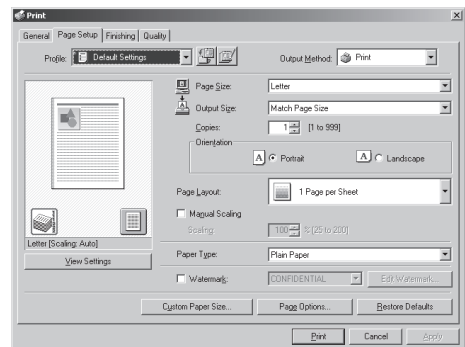 Print
General Page Setup Finishing Quality
Profile: Default Settings Output Method: Print
Page Size: Letter
Output Size: Match Page Size
Copies: 1 [1 to 999]
Orientation
A Portrait A Landscape
Page Layout: 1 Page per Sheet
Manual Scaling
Scaling: 100 % [25 to 200]
Letter [Scaling: Auto]
View Settings
Paper Type: Plain Paper
Watermark: CONFIDENTIAL Edit Watermark...
Custom Paper Size... Page Options... Restore Defaults
Print Cancel Apply